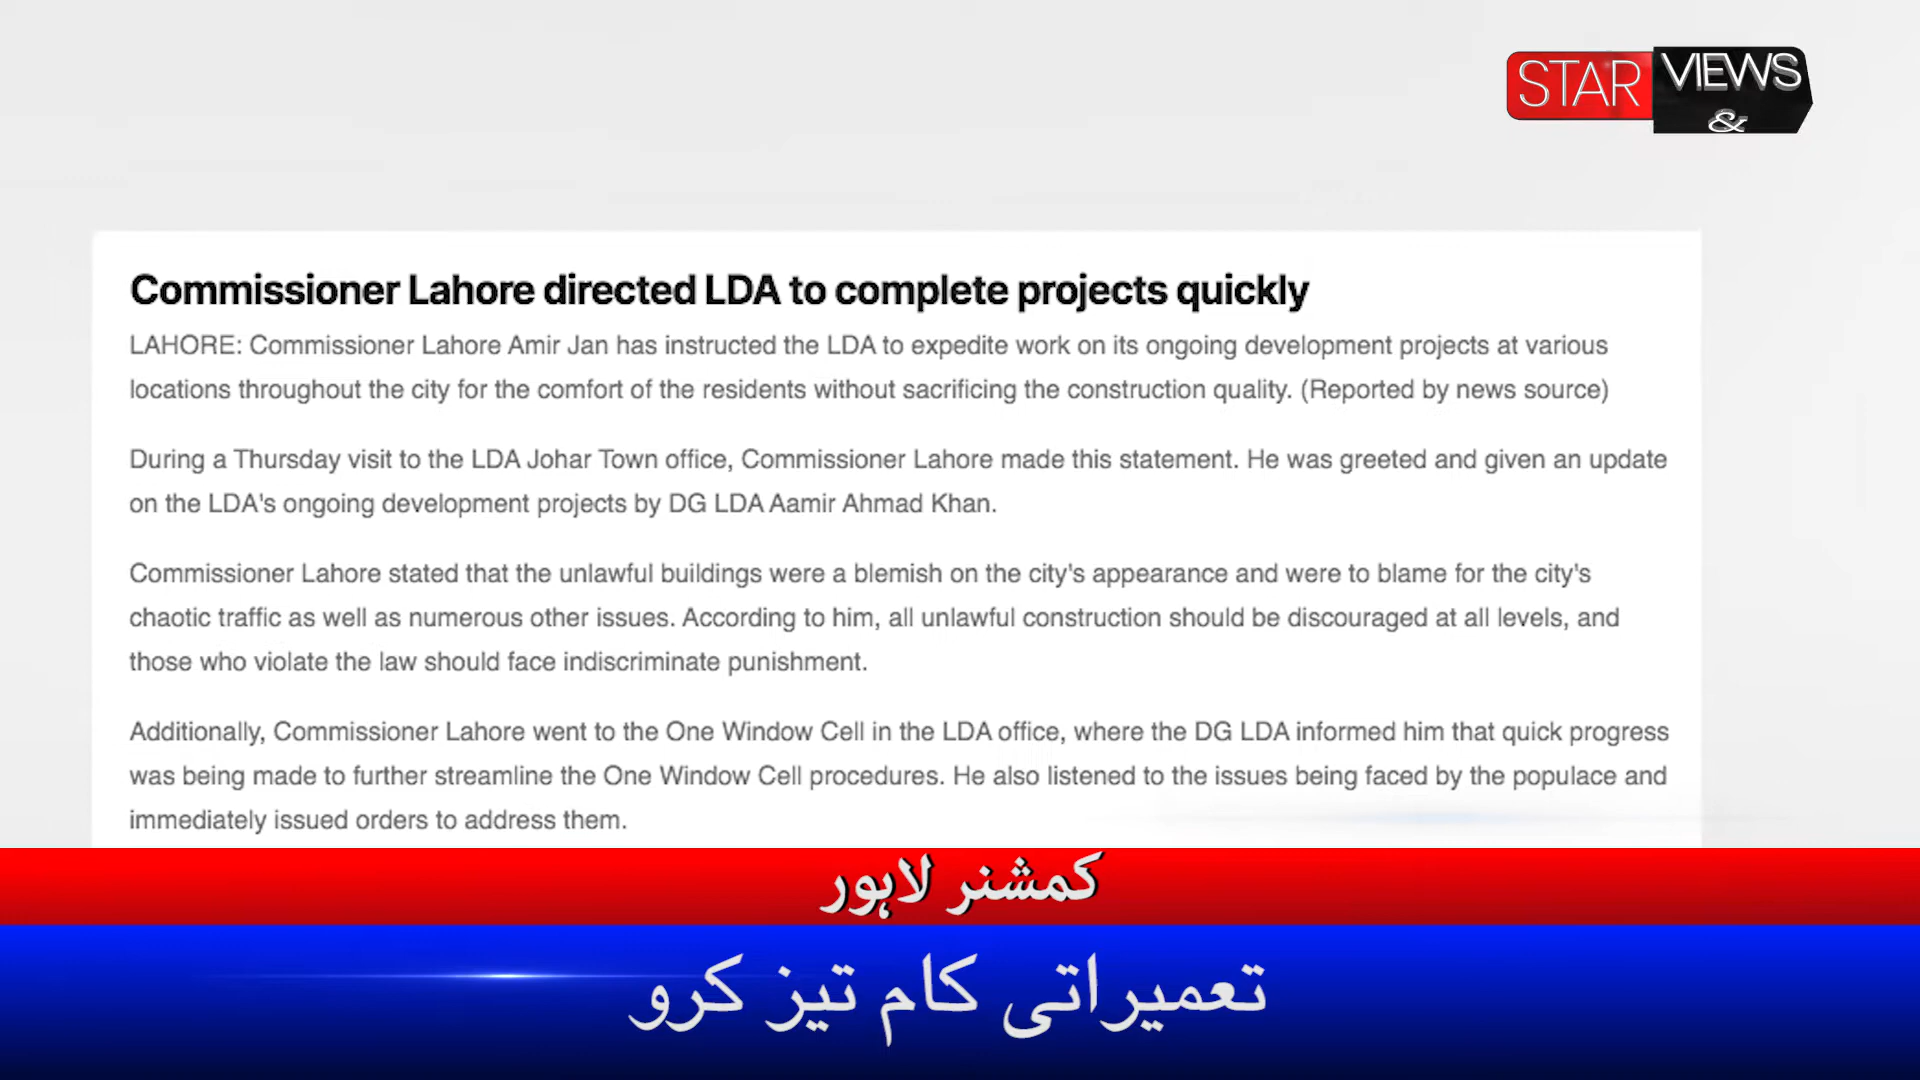 STAR VIEWS
&
Commissioner Lahore directed LDA to complete projects quickly
LAHORE: Commissioner Lahore Amir Jan has instructed the LDA to expedite work on its ongoing development projects at various
locations throughout the city for the comfort of the residents without sacrificing the construction quality. (Reported by news source)
During a Thursday visit to the LDA Johar Town office, Commissioner Lahore made this statement. He was greeted and given an update
on the LDA's ongoing development projects by DG LDA Aamir Ahmad Khan.
Commissioner Lahore stated that the unlawful buildings were a blemish on the city's appearance and were to blame for the city's
chaotic traffic as well as numerous other issues. According to him, all unlawful construction should be discouraged at all levels, and
those who violate the law should face indiscriminate punishment.
Additionally, Commissioner Lahore went to the One Window Cell in the LDA office, where the DG LDA informed him that quick progress
was being made to further streamline the One Window Cell procedures. He also listened to the issues being faced by the populace and
immediately issued orders to address them.
کمشنر لاہور
تعمیراتی کام تیز کرو